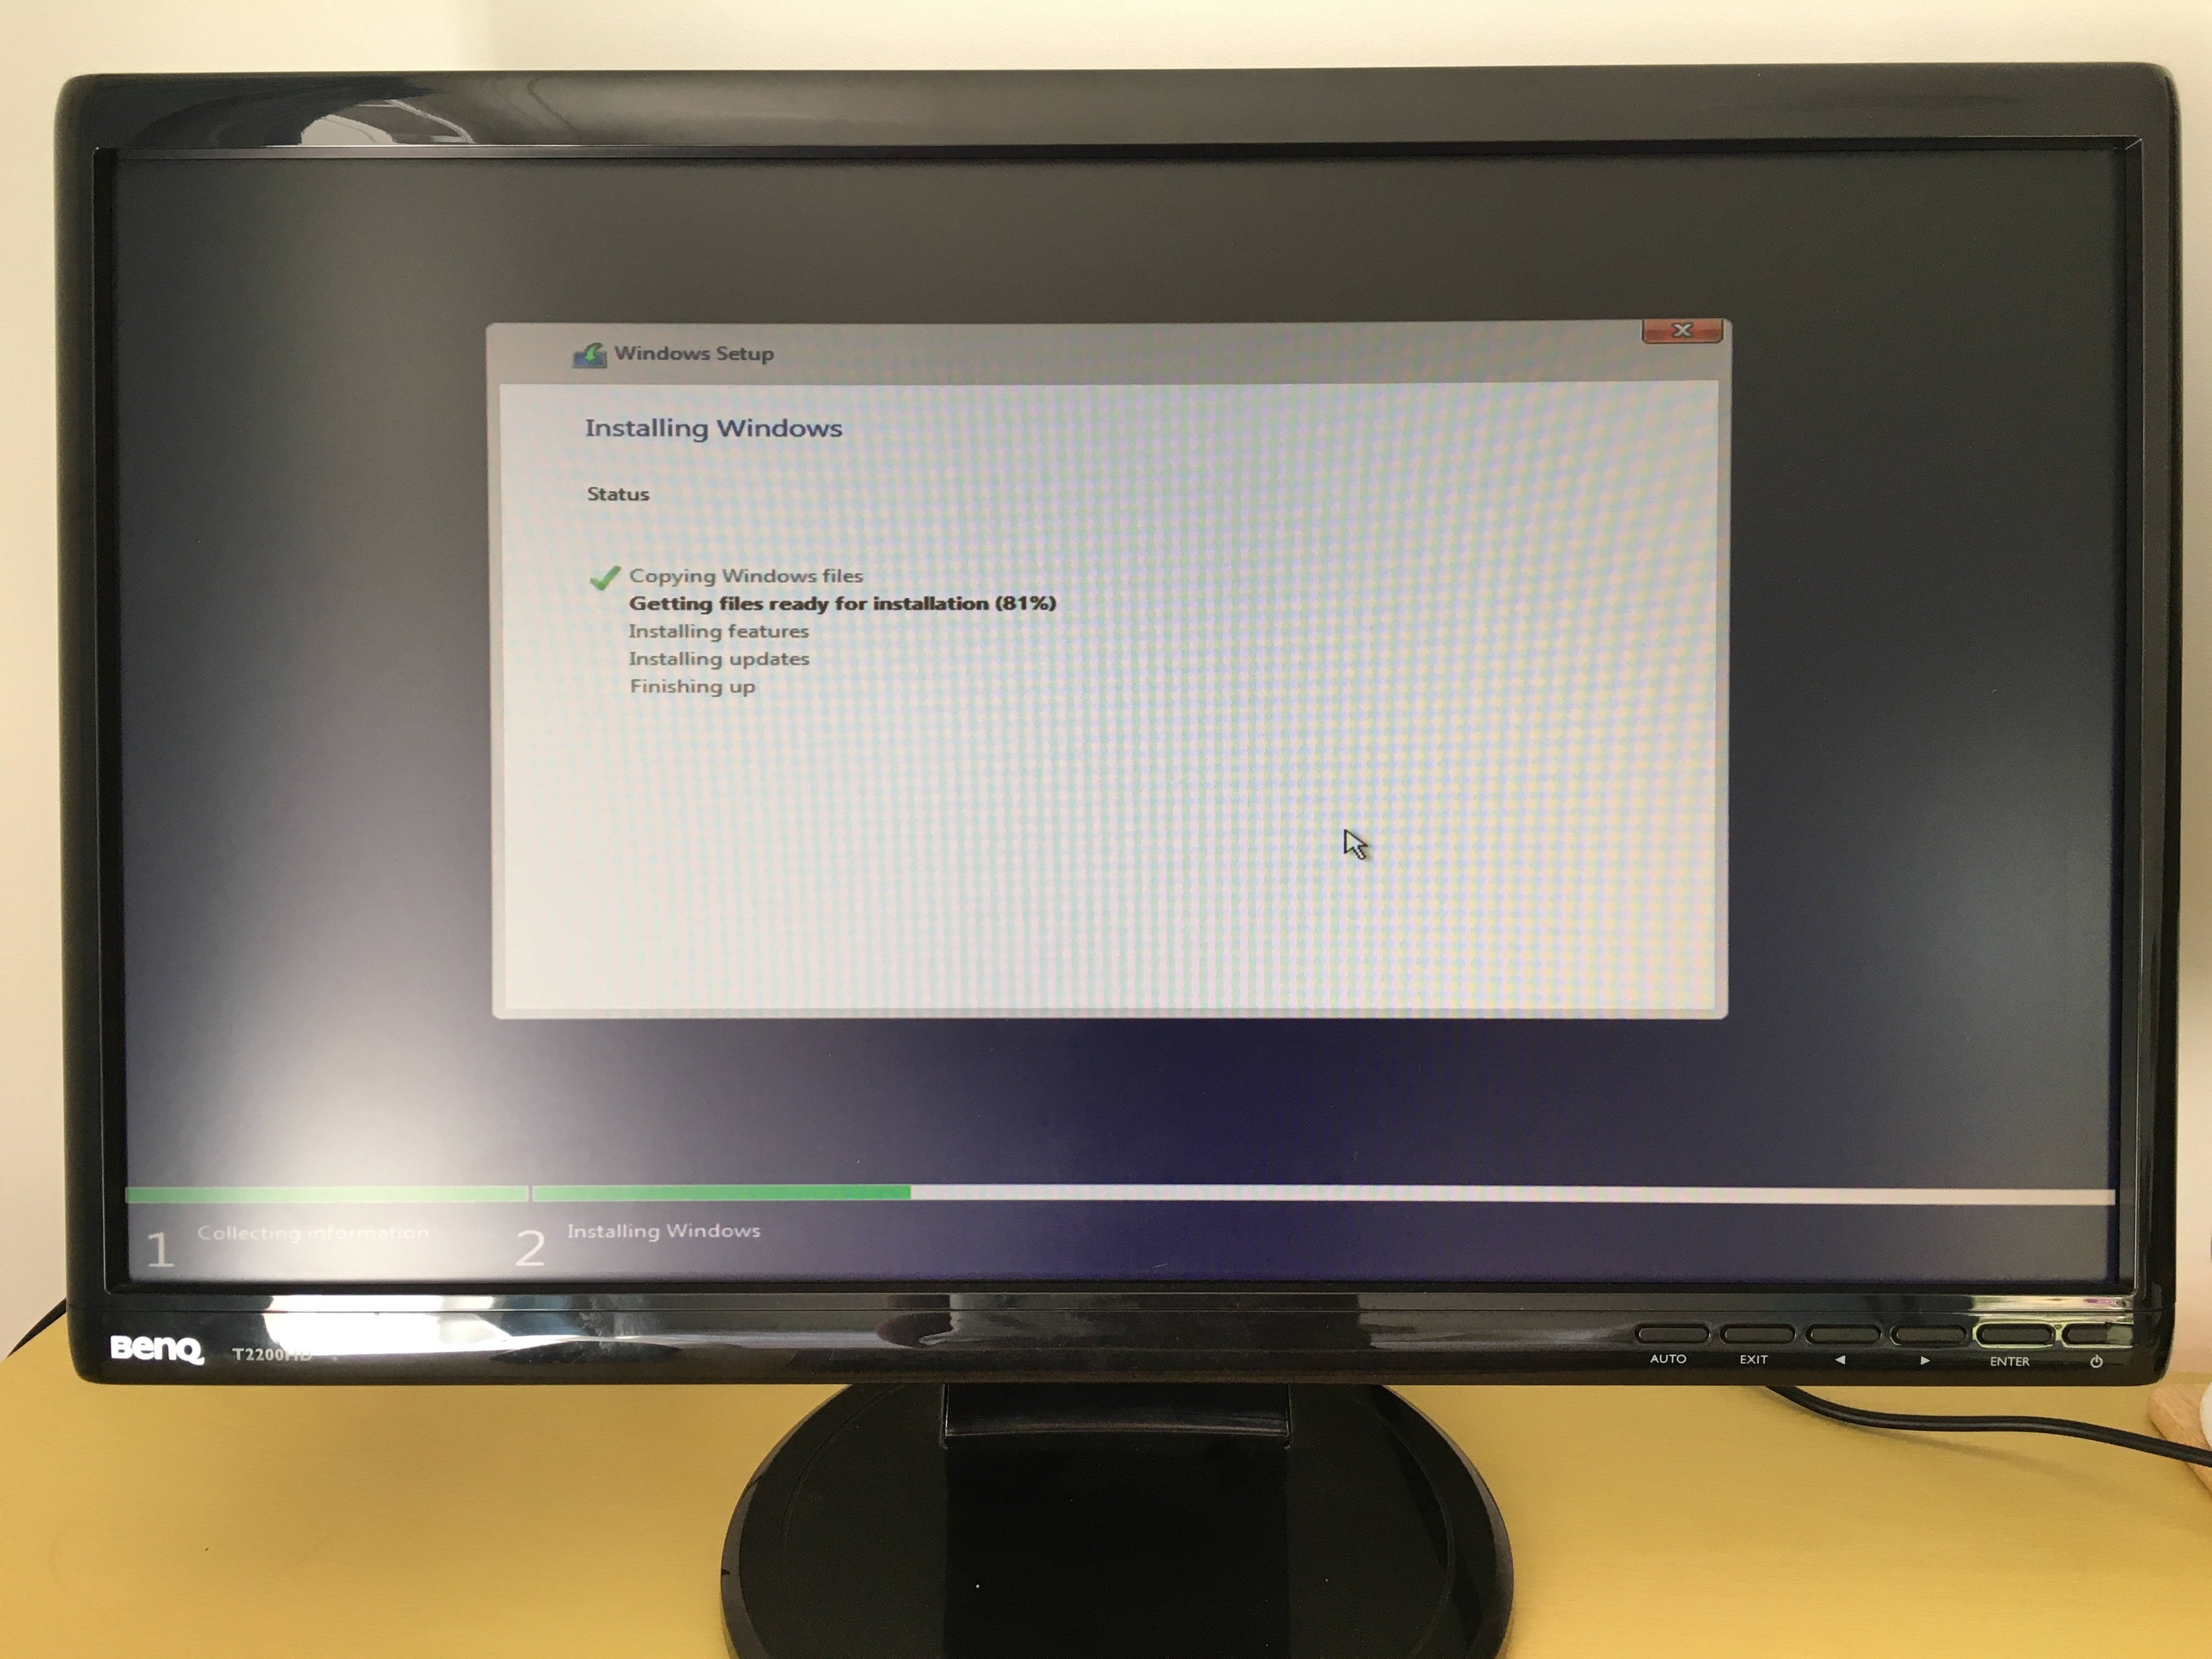 Windows Setup
Installing Windows
Status
Copying Windows files
Getting files ready for installation (81%)
Installing features
Installing updates
Finishing up
1 Collecting information 2 Installing Windows
BenQ T2200HD
AUTO EXIT ◀ ▶ ENTER